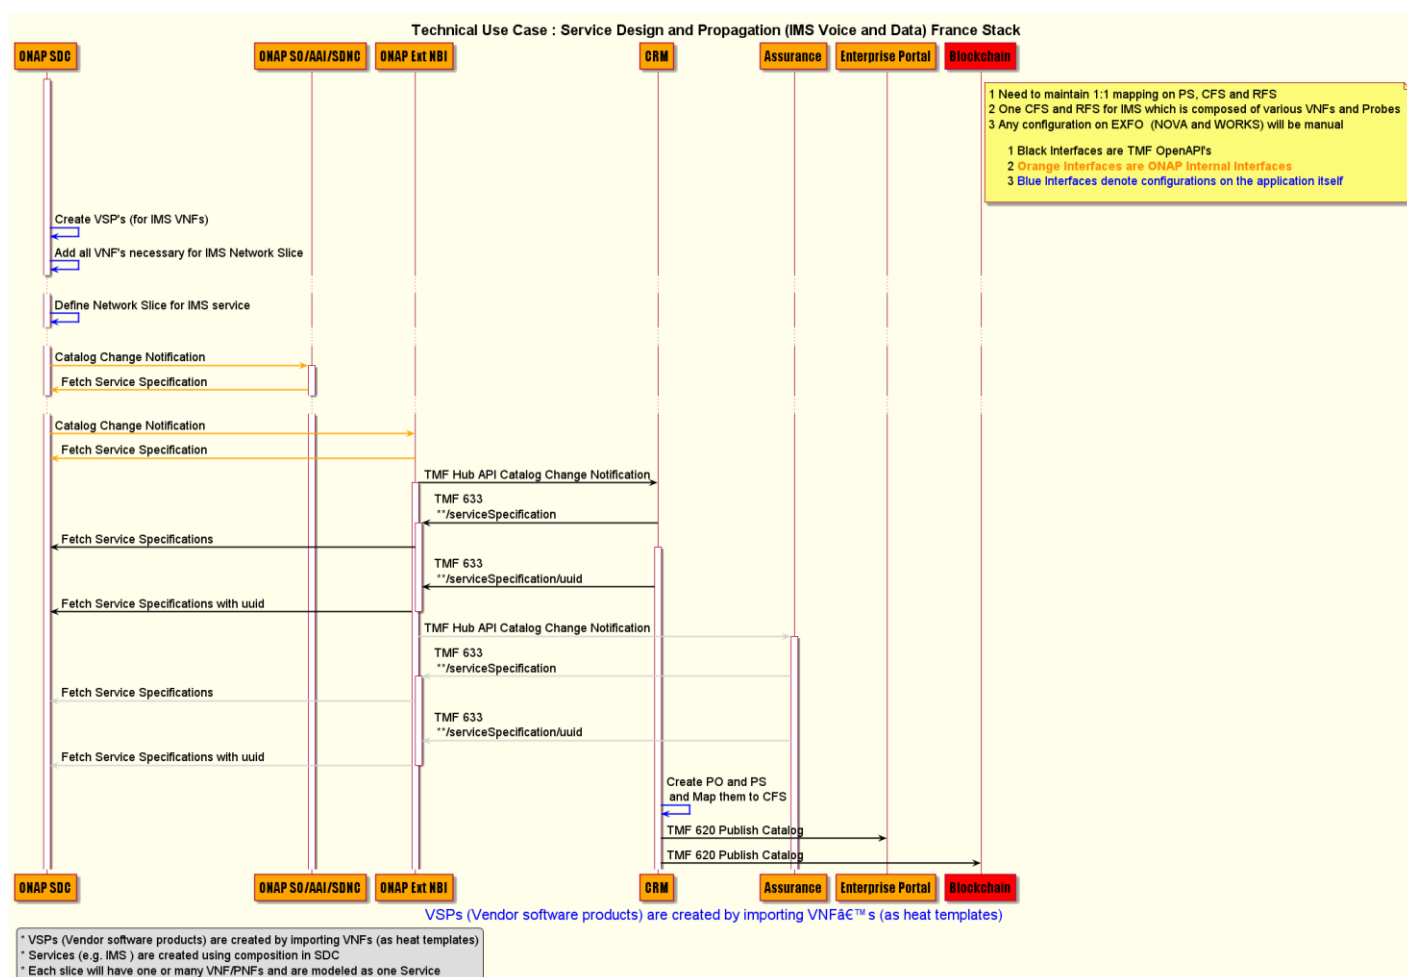 Technical Use Case : Service Design and Propagation (IMS Voice and Data) France Stack
ONAP SDC
ONAP SO/AAI/SDNC
ONAP Ext NBI
CRM
Assurance
Enterprise Portal
Blockchain
1 Need to maintain 1:1 mapping on PS, CFS and RFS
2 One CFS and RFS for IMS which is composed of various VNFs and Probes
3 Any configuration on EXFO (NOVA and WORKS) will be manual
1 Black Interfaces are TMF OpenAPI's
2 Orange Interfaces are ONAP Internal Interfaces
3 Blue Interfaces denote configurations on the application itself
Create VSP's (for IMS VNFs)
Add all VNF's necessary for IMS Network Slice
Define Network Slice for IMS service
Catalog Change Notification
Fetch Service Specification
Catalog Change Notification
Fetch Service Specification
TMF Hub API Catalog Change Notification
TMF 633
**/serviceSpecification
Fetch Service Specifications
TMF 633
**/serviceSpecification/uuid
Fetch Service Specifications with uuid
TMF Hub API Catalog Change Notification
TMF 633
**/serviceSpecification
Fetch Service Specifications
TMF 633
**/serviceSpecification/uuid
Fetch Service Specifications with uuid
Create PO and PS
and Map them to CFS
TMF 620 Publish Catalog
TMF 620 Publish Catalog
ONAP SDC
ONAP SO/AAI/SDNC
ONAP Ext NBI
CRM
Assurance
Enterprise Portal
Blockchain
VSPs (Vendor software products) are created by importing VNFâ€™s (as heat templates)
* VSPs (Vendor software products) are created by importing VNFs (as heat templates)
* Services (e.g. IMS ) are created using composition in SDC
* Each slice will have one or many VNF/PNFs and are modeled as one Service